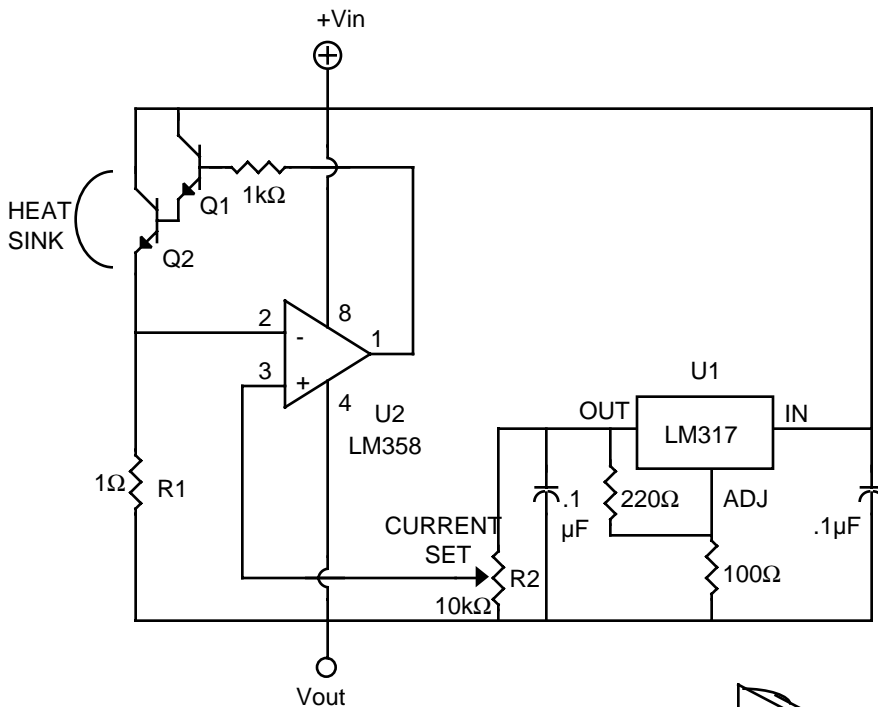 +Vin
HEAT
SINK
Q1
1kΩ
Q2
2
-
8
1
3
+
4
U2
LM358
U1
OUT
LM317
IN
1Ω
R1
CURRENT
SET
.1
µF
220Ω
ADJ
.1µF
R2
10kΩ
100Ω
Vout